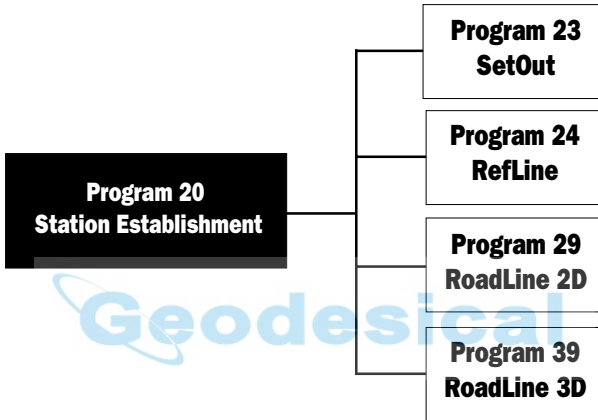 Program 23
SetOut
Program 24
RefLine
Program 20
Station Establishment
Program 29
RoadLine 2D
Geodesical
Program 39
RoadLine 3D